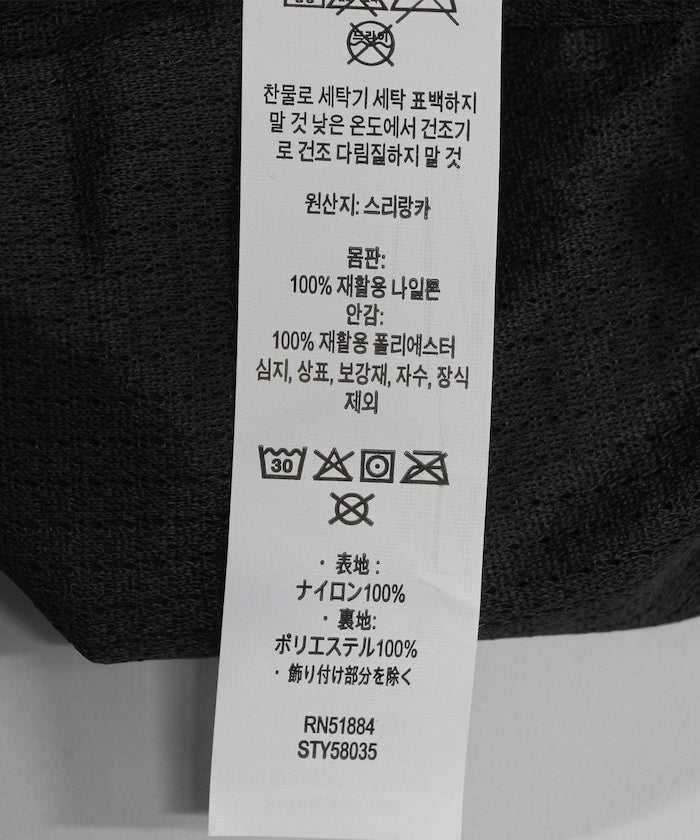 드라이
찬물로 세탁기 세탁 표백하지
말 것 낮은 온도에서 건조기
로 건조 다림질하지 말 것
원산지: 스리랑카
몸판:
100% 재활용 나일론
안감:
100% 재활용 폴리에스터
심지, 상표, 보강재, 자수, 장식
제외
30
・表地:
ナイロン100%
・裏地:
ポリエステル100%
・飾り付け部分を除く
RN51884
STY58035